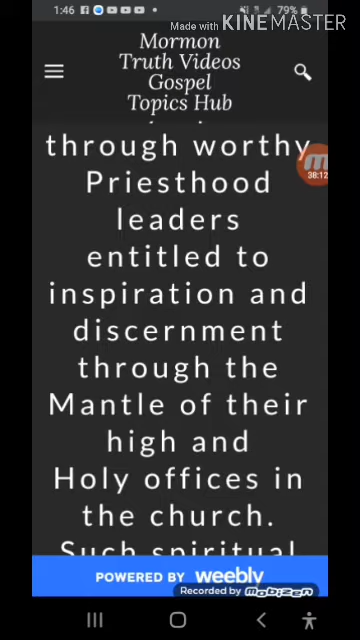 1:46
79%
Made with KINEMASTER
Mormon
Truth Videos
Gospel
Topics Hub
through worthy
38:12
Priesthood
leaders
entitled to
inspiration and
discernment
through the
Mantle of their
high and
Holy offices in
the church.
Such spiritual
POWERED BY weebly
Recorded by mobizen